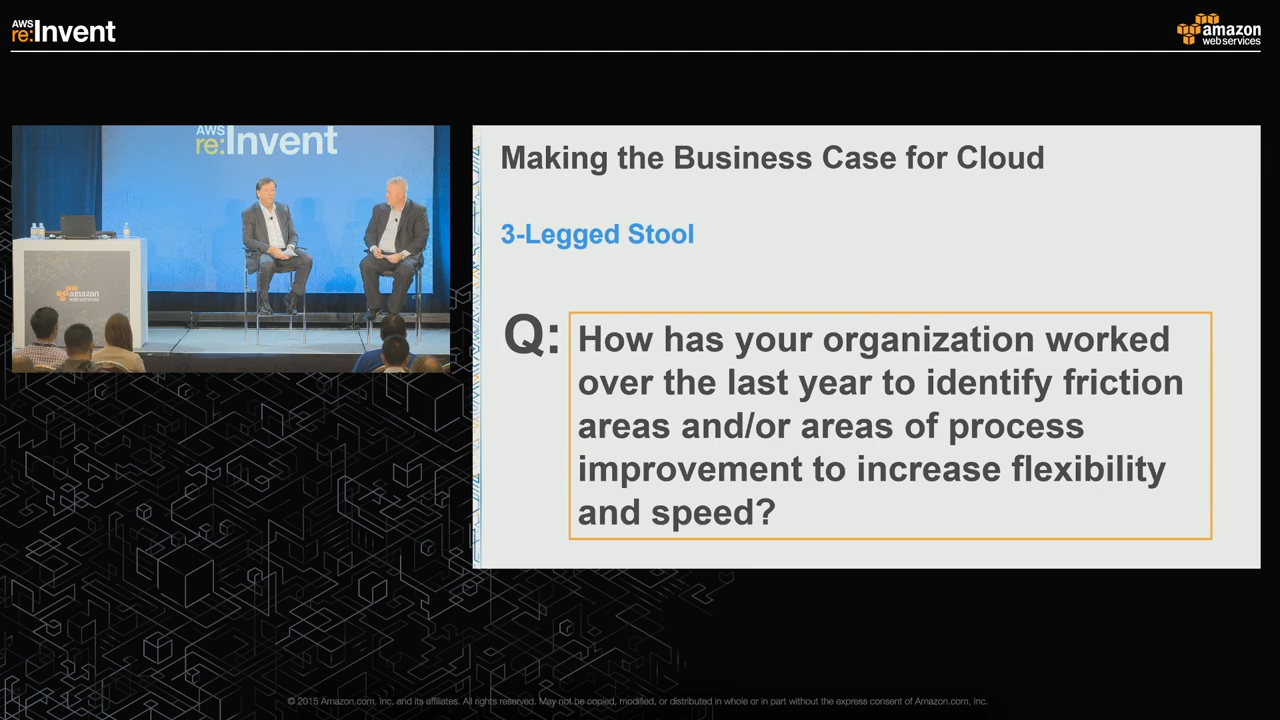 AWS
re:Invent
amazon
web services
AWS
re:Invent
amazon
web services
Making the Business Case for Cloud
3-Legged Stool
Q: How has your organization worked
over the last year to identify friction
areas and/or areas of process
improvement to increase flexibility
and speed?
© 2015 Amazon.com, Inc. and its affiliates. All rights reserved. May not be copied, modified, or distributed in whole or in part without the express consent of Amazon.com, Inc.